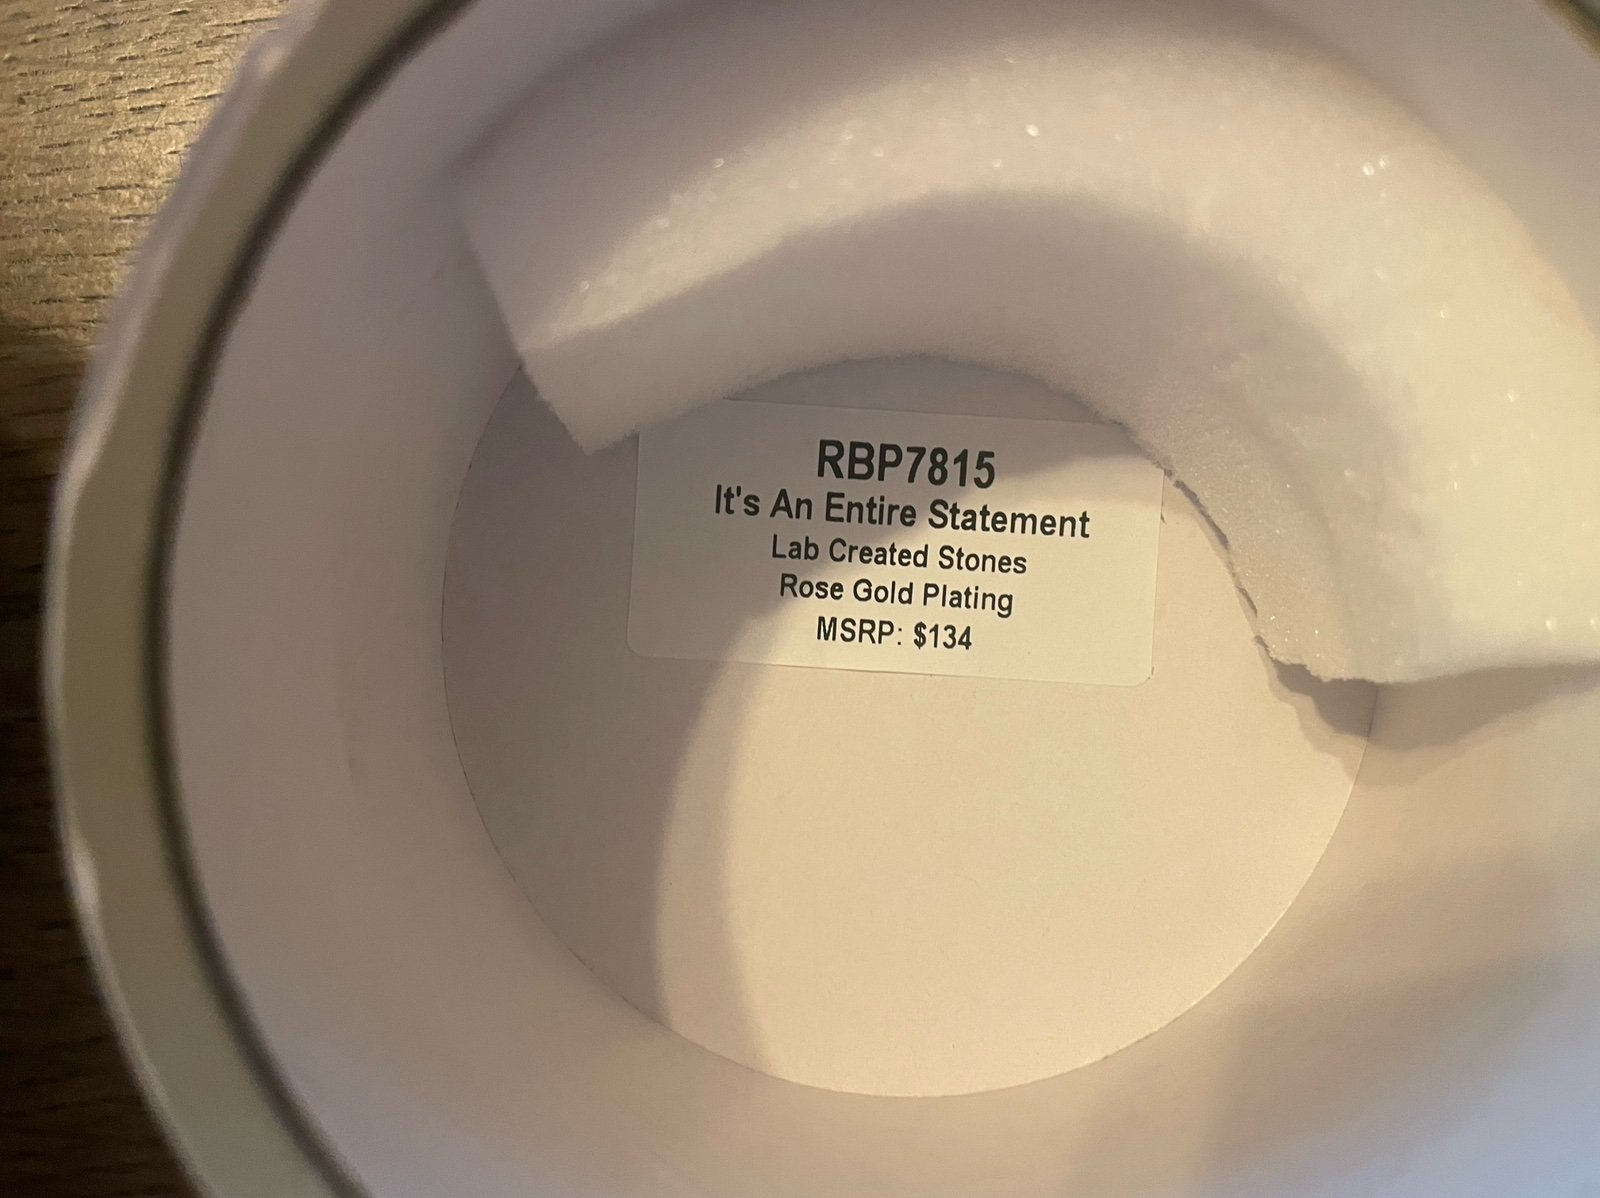 RBP7815
It's An Entire Statement
Lab Created Stones
Rose Gold Plating
MSRP: $134